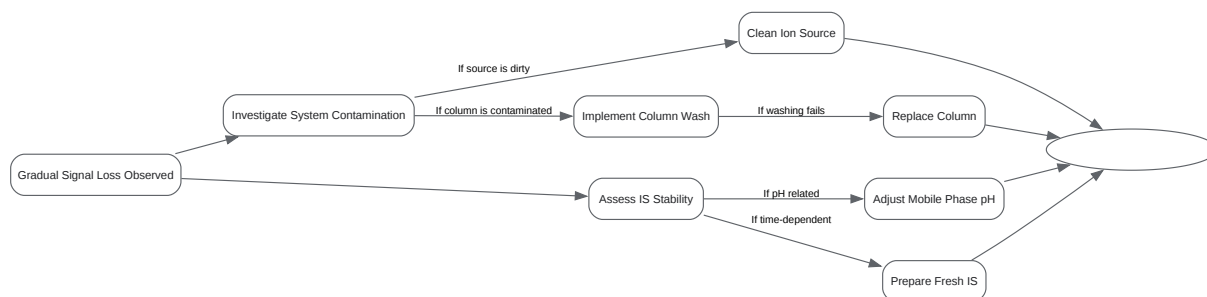 Clean Ion Source
If source is dirty
Investigate System Contamination
If column is contaminated
Implement Column Wash
If washing fails
Replace Column
Gradual Signal Loss Observed
Assess IS Stability
If pH related
Adjust Mobile Phase pH
If time-dependent
Prepare Fresh IS